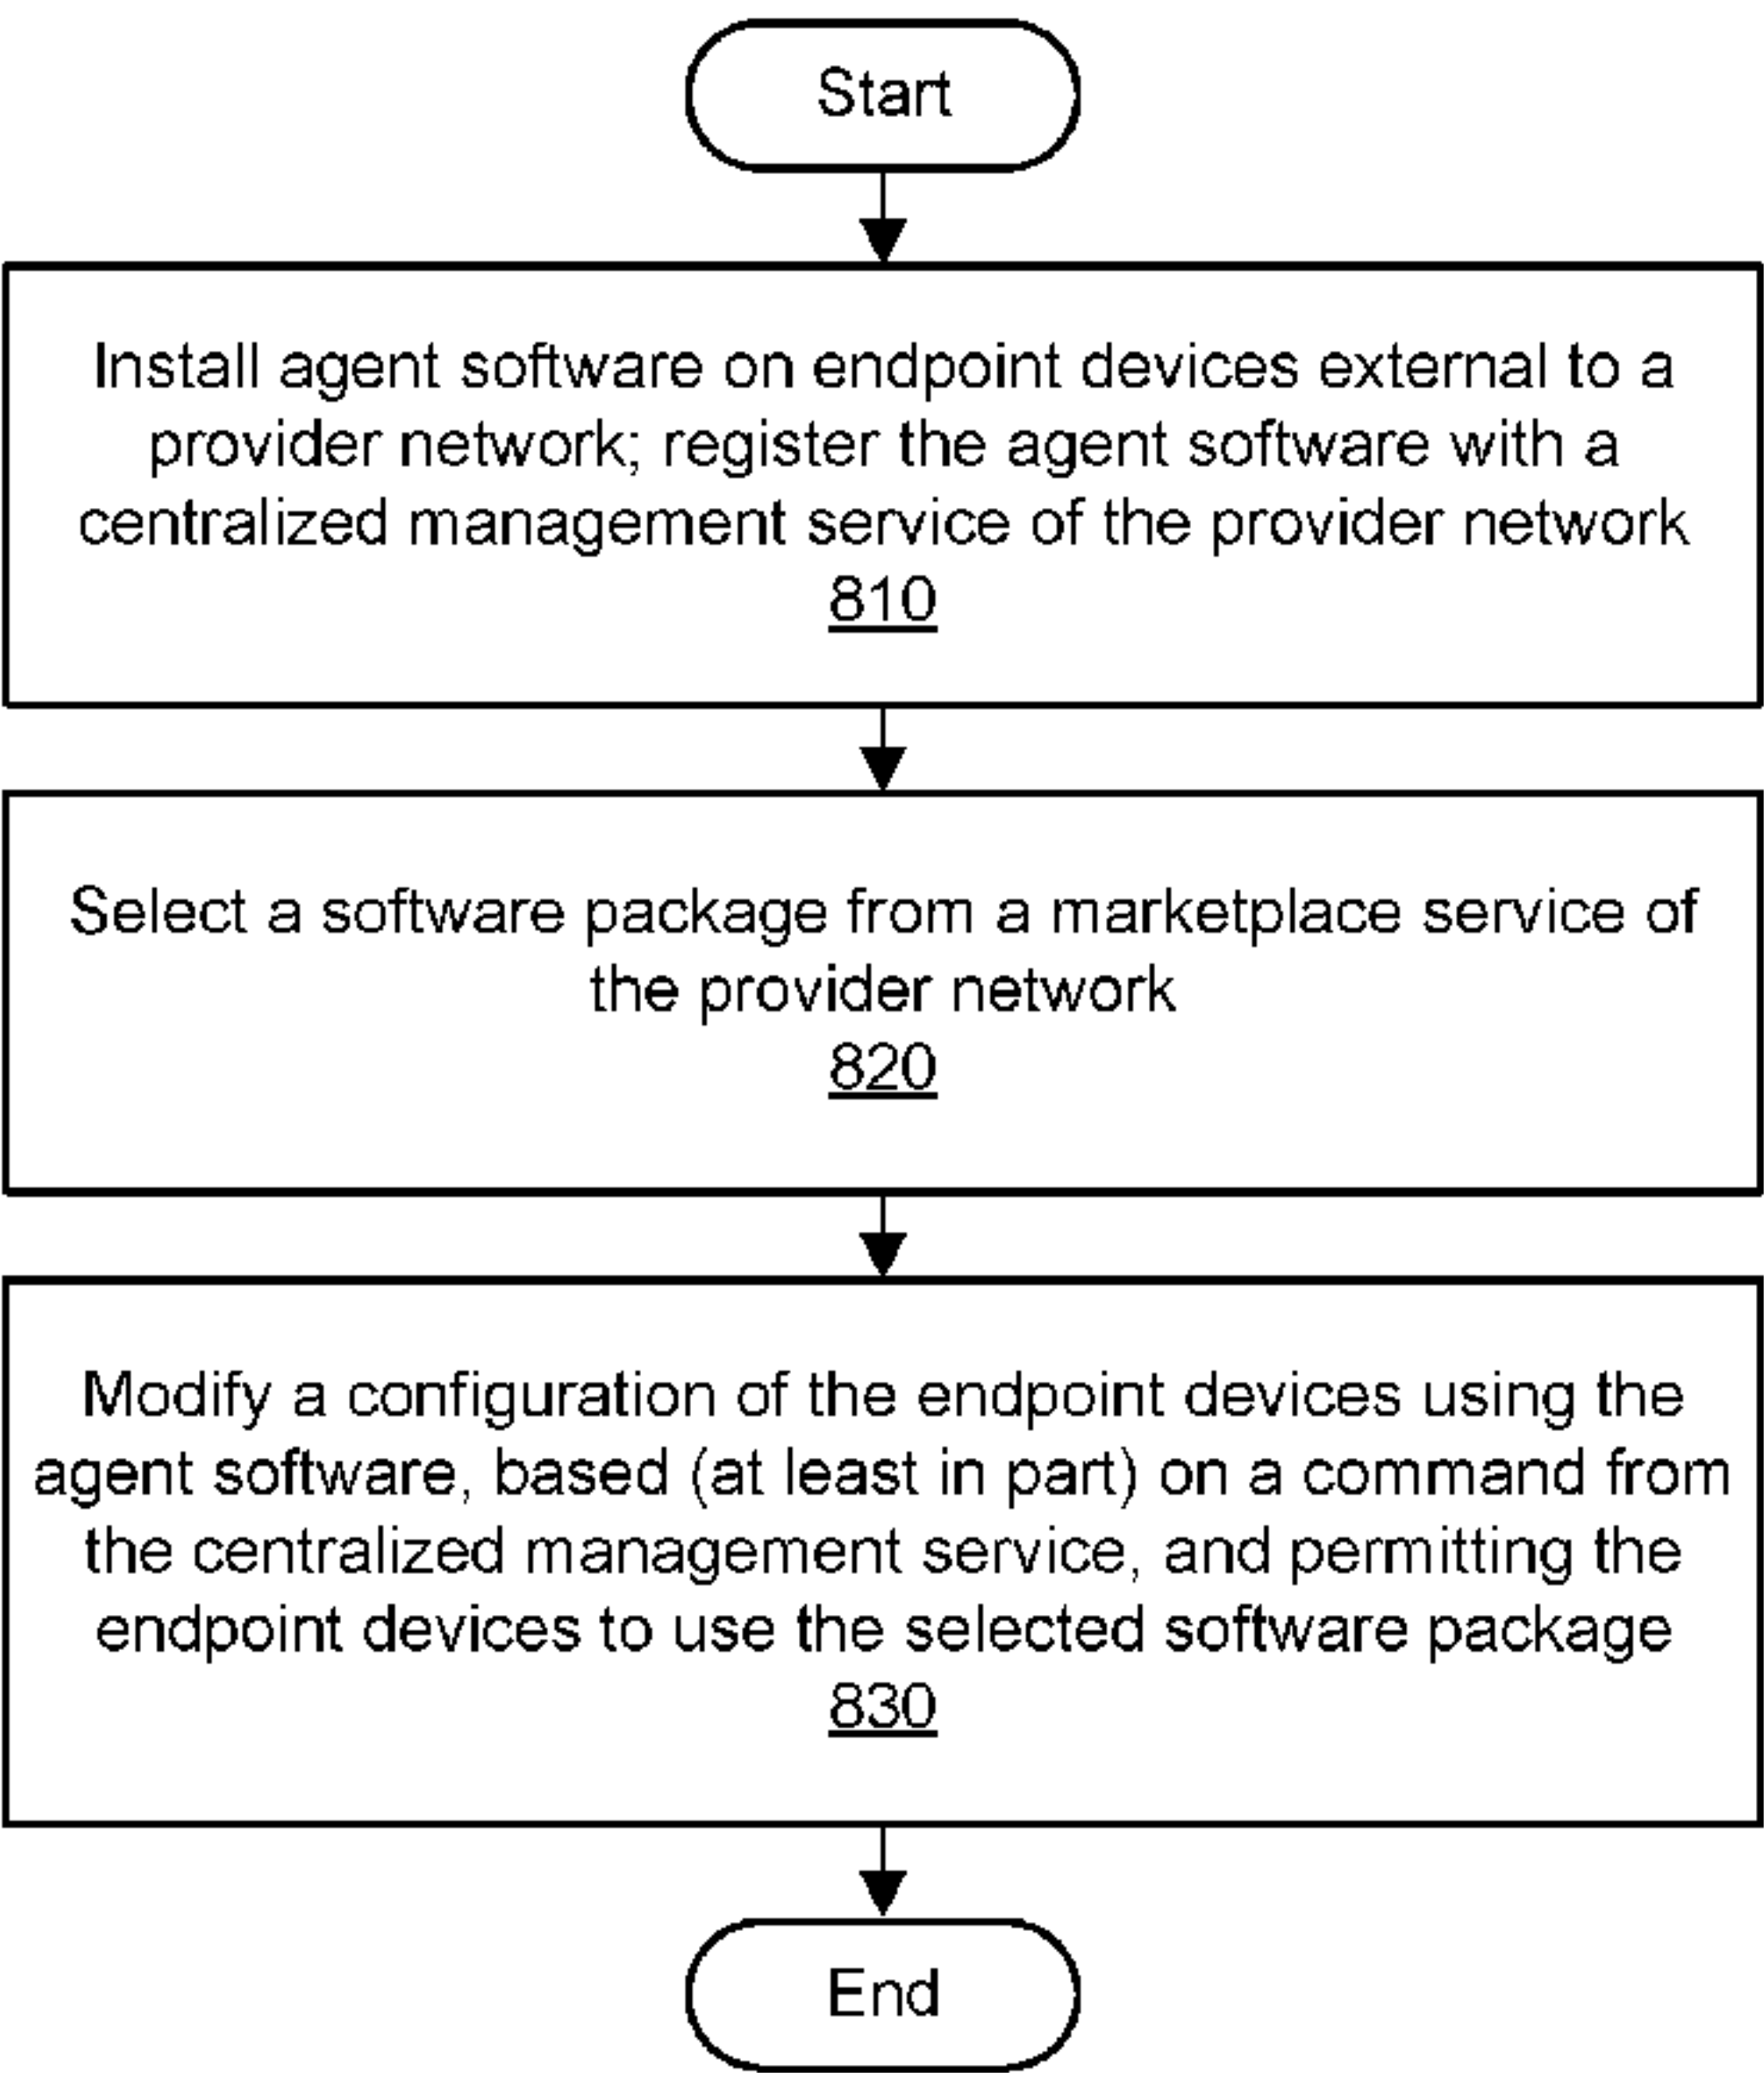 Start
Install agent software on endpoint devices external to a
provider network; register the agent software with a
centralized management service of the provider network
810
Select a software package from a marketplace service of
the provider network
820
Modify a configuration of the endpoint devices using the
agent software, based (at least in part) on a command from
the centralized management service, and permitting the
endpoint devices to use the selected software package
830
End